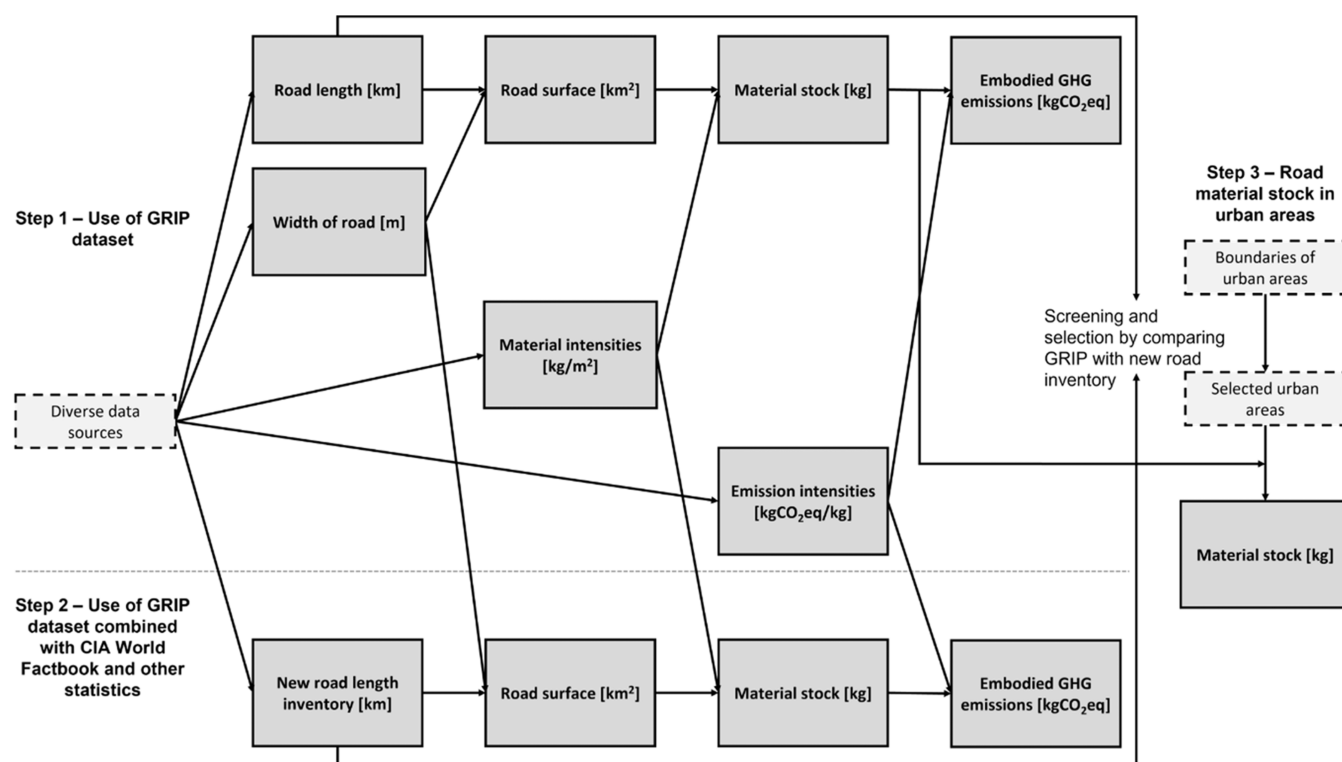 Road length [km]
Road surface [km²]
Material stock [kg]
Embodied GHG
emissions [kgCO₂eq]
Step 1 – Use of GRIP
dataset
Width of road [m]
Step 3 – Road
material stock in
urban areas
Boundaries of
urban areas
Material intensities
[kg/m²]
Screening and
selection by comparing
GRIP with new road
inventory
Diverse data
sources
Selected urban
areas
Emission intensities
[kgCO₂eq/kg]
Material stock [kg]
Step 2 – Use of GRIP
dataset combined
with CIA World
Factbook and other
statistics
New road length
inventory [km]
Road surface [km²]
Material stock [kg]
Embodied GHG
emissions [kgCO₂eq]